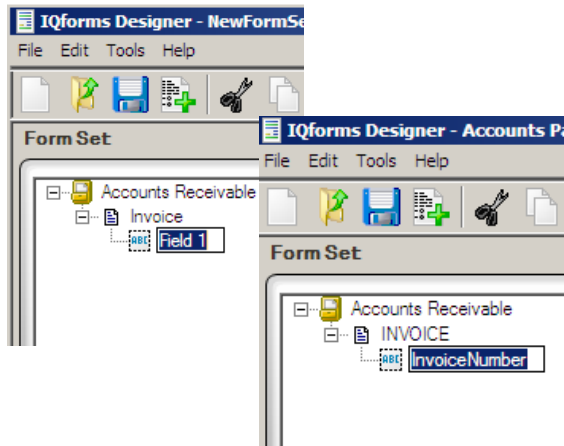 IQforms Designer - NewFormSe
File Edit Tools Help
Form Set
Accounts Receivable
Invoice
ABC Field 1
IQforms Designer - Accounts Pa
File Edit Tools Help
Form Set
Accounts Receivable
INVOICE
ABC InvoiceNumber